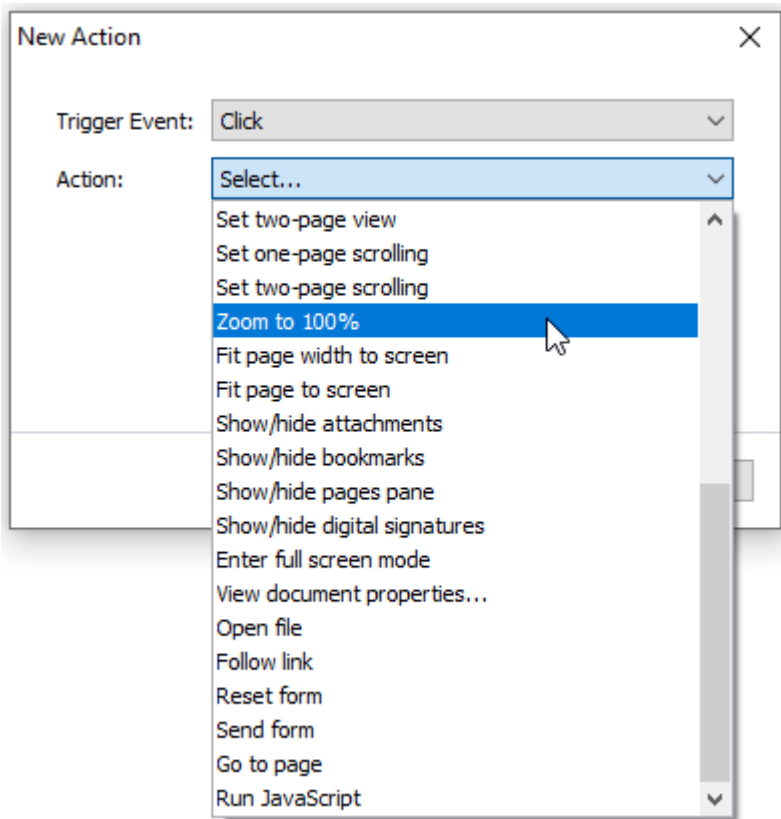 New Action
Trigger Event: Click
Action: Select...
Set two-page view
Set one-page scrolling
Set two-page scrolling
Zoom to 100%
Fit page width to screen
Fit page to screen
Show/hide attachments
Show/hide bookmarks
Show/hide pages pane
Show/hide digital signatures
Enter full screen mode
View document properties...
Open file
Follow link
Reset form
Send form
Go to page
Run JavaScript